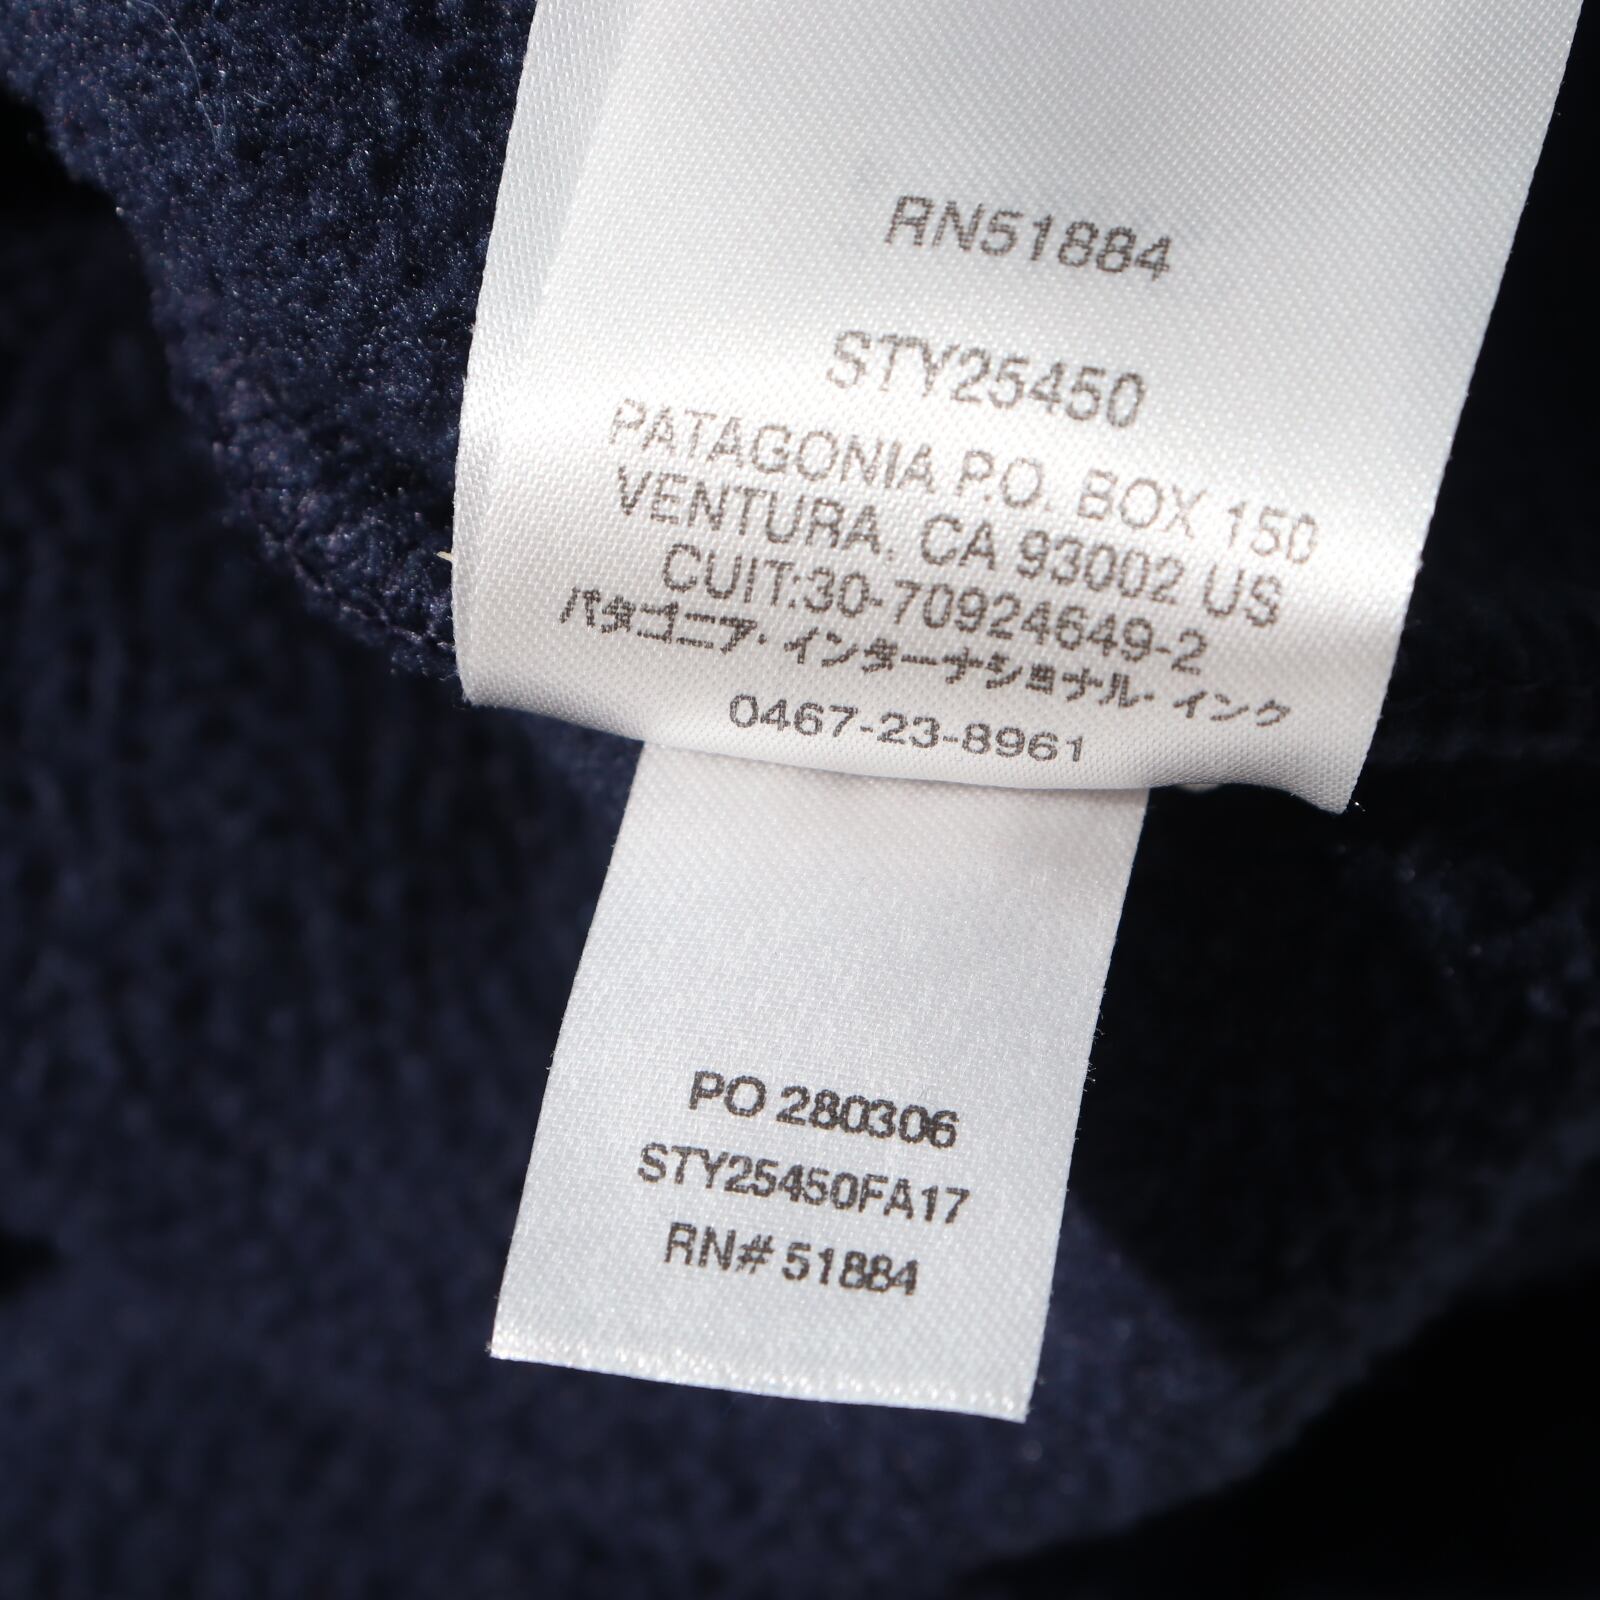 RN51884
STY25450
PATAGONIA P.O. BOX 150
VENTURA, CA 93002 US
CUIT:30-70924649-2
パタゴニア・インターナショナル・インク
0467-23-8961
PO 280306
STY25450FA17
RN# 51884